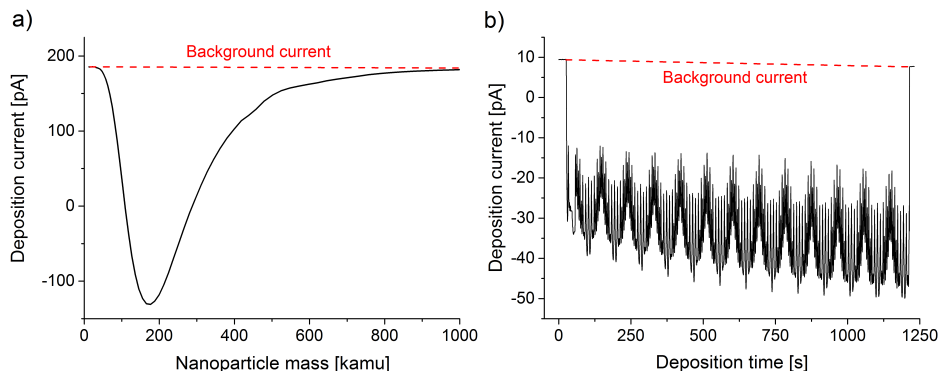 a)
Background current
200
100
0
-100
Deposition current [pA]
0
200
400
600
800
1000
Nanoparticle mass [kamu]
b)
Background current
10
0
-10
-20
-30
-40
-50
Deposition current [pA]
0
250
500
750
1000
1250
Deposition time [s]